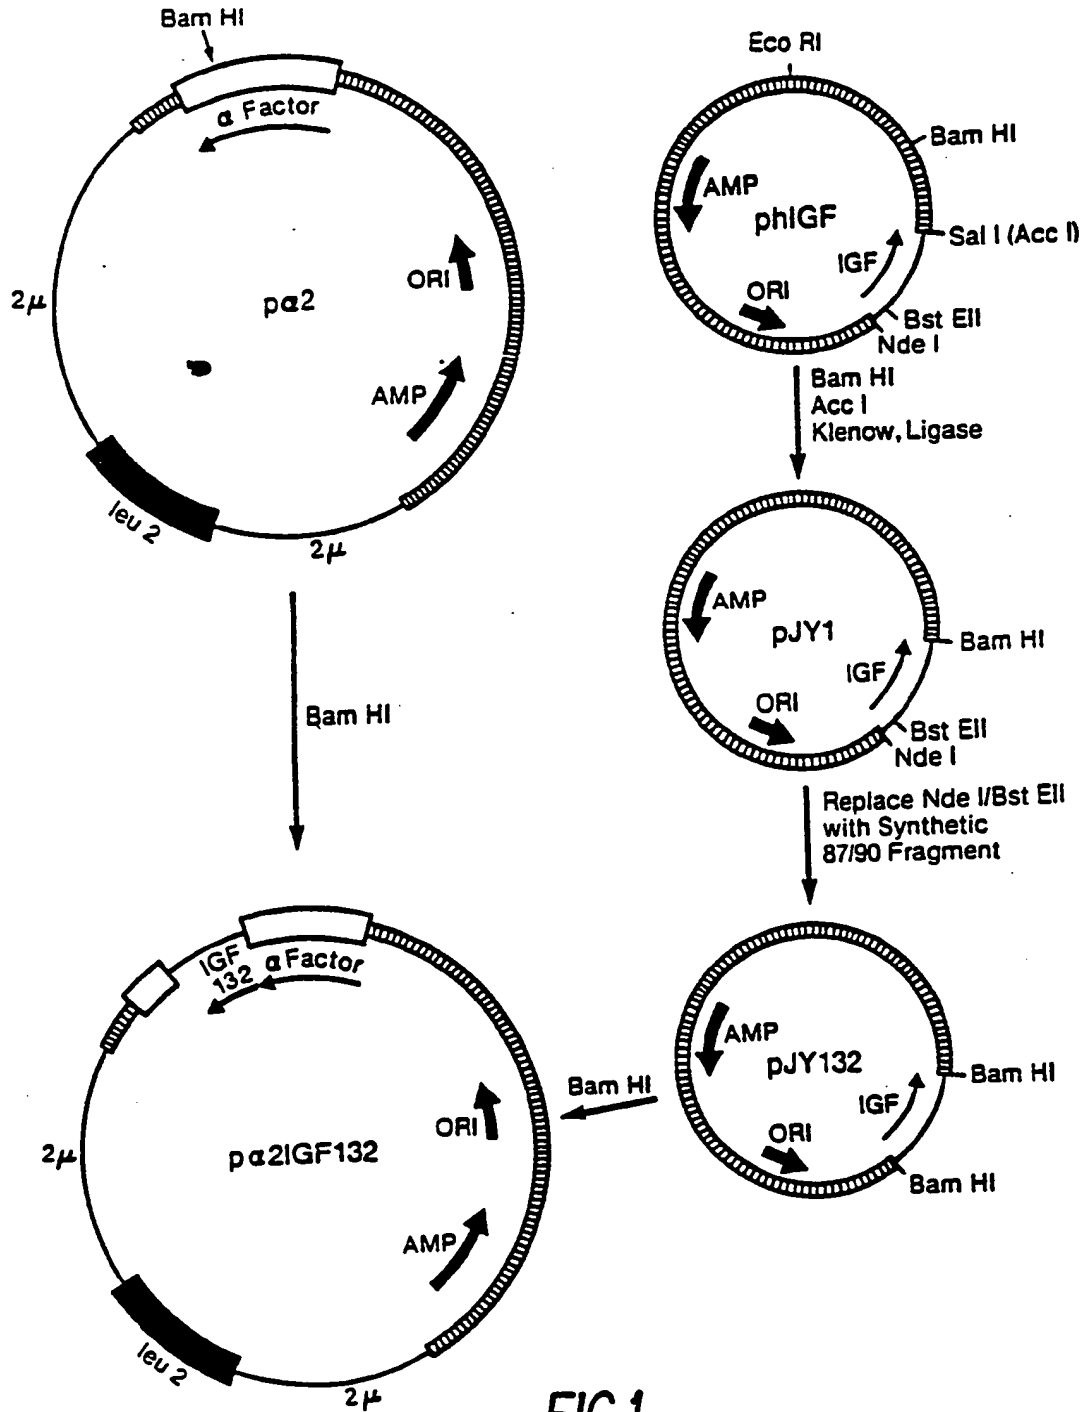 Bam HI
α Factor
2μ
pα2
ORI
AMP
leu 2
2μ
Bam HI
Eco RI
Bam HI
AMP
phIGF
Sal I (Acc I)
IGF
ORI
Bst EII
Nde I
Bam HI
Acc I
Klenow, Ligase
AMP
pJY1
Bam HI
IGF
ORI
Bst EII
Nde I
Replace Nde I/Bst EII
with Synthetic
87/90 Fragment
AMP
pJY132
Bam HI
IGF
ORI
Bam HI
Bam HI
IGF
132
α Factor
2μ
pα2IGF132
ORI
AMP
leu 2
2μ
FIG.1